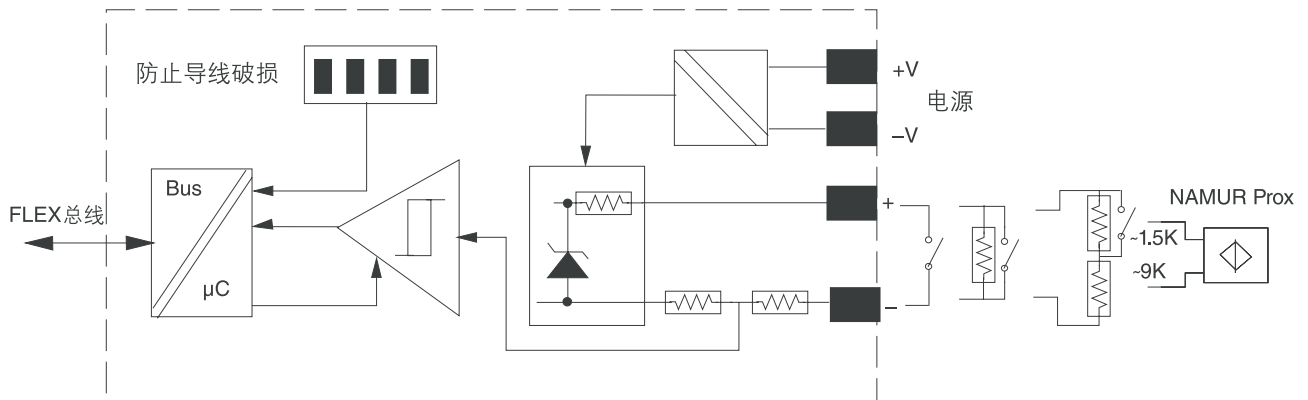 防止导线破损
+V
电源
−V
Bus
FLEX总线
µC
+
−
NAMUR Prox
~1.5K
~9K